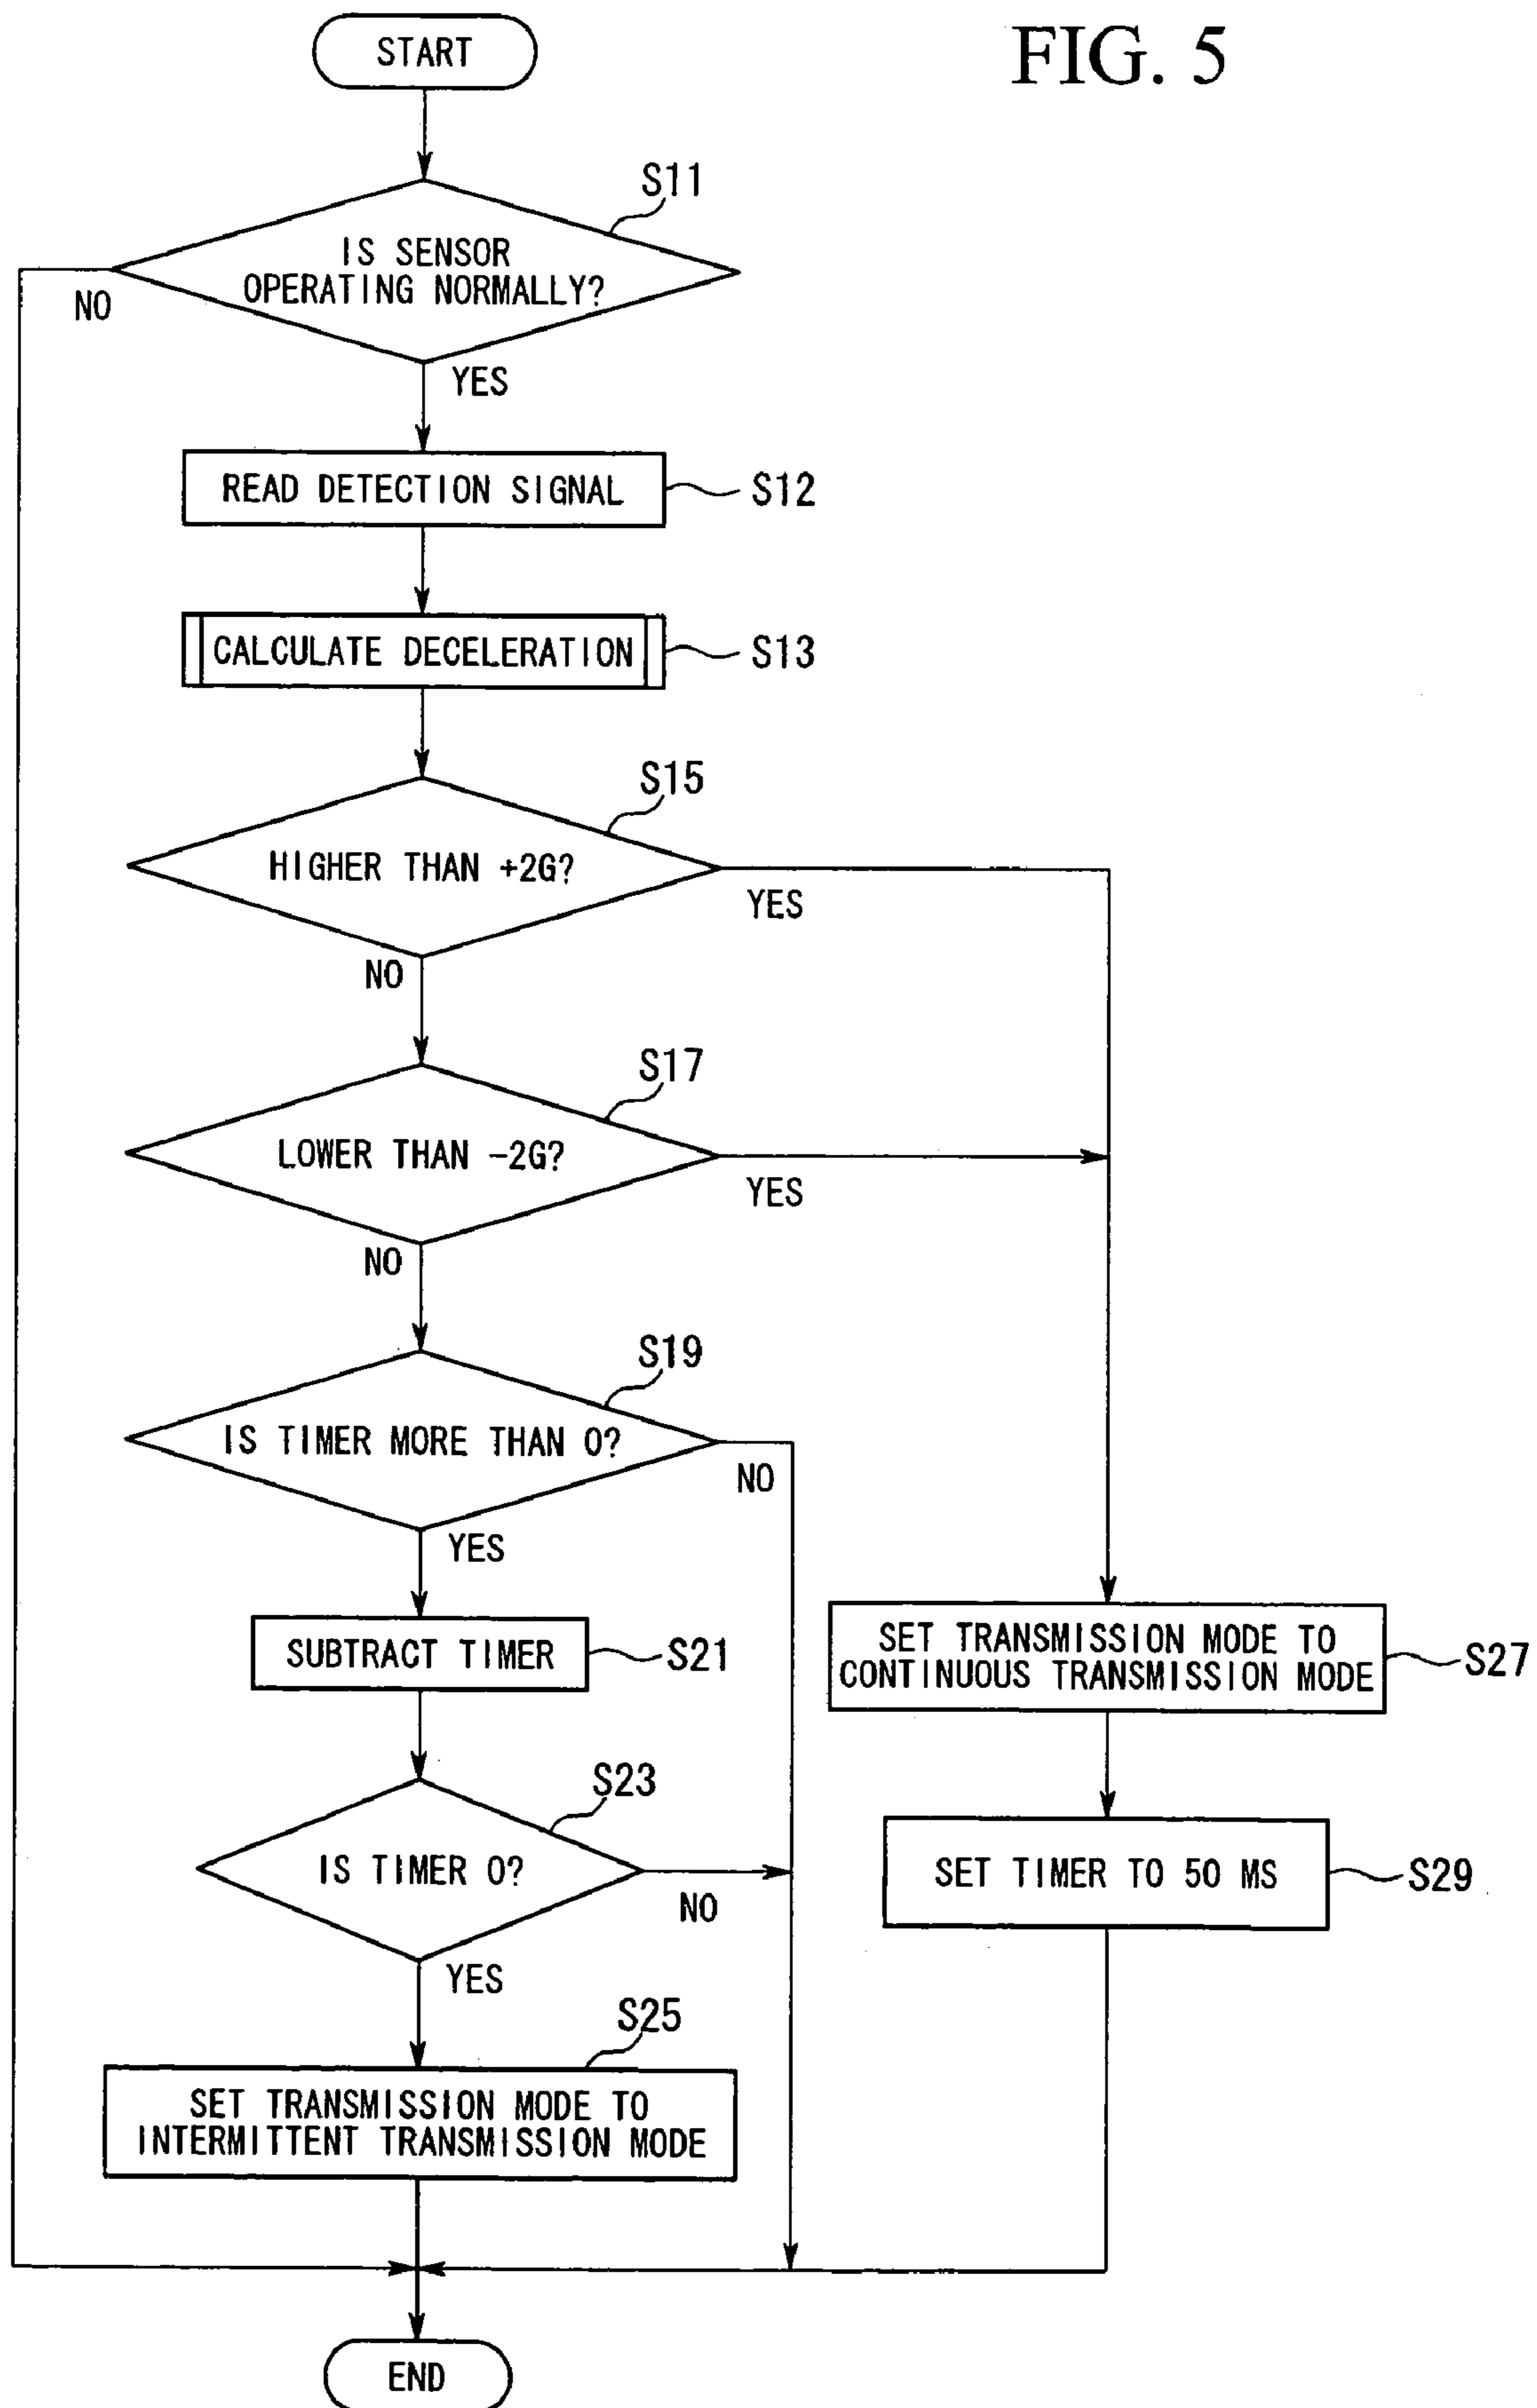 FIG. 5
START
S11
IS SENSOR
OPERATING NORMALLY?
NO
YES
READ DETECTION SIGNAL
S12
CALCULATE DECELERATION
S13
S15
HIGHER THAN +2G?
YES
NO
S17
LOWER THAN -2G?
YES
NO
S19
IS TIMER MORE THAN 0?
NO
YES
SUBTRACT TIMER
S21
SET TRANSMISSION MODE TO
CONTINUOUS TRANSMISSION MODE
S27
S23
IS TIMER 0?
NO
YES
SET TIMER TO 50 MS
S29
S25
SET TRANSMISSION MODE TO
INTERMITTENT TRANSMISSION MODE
END